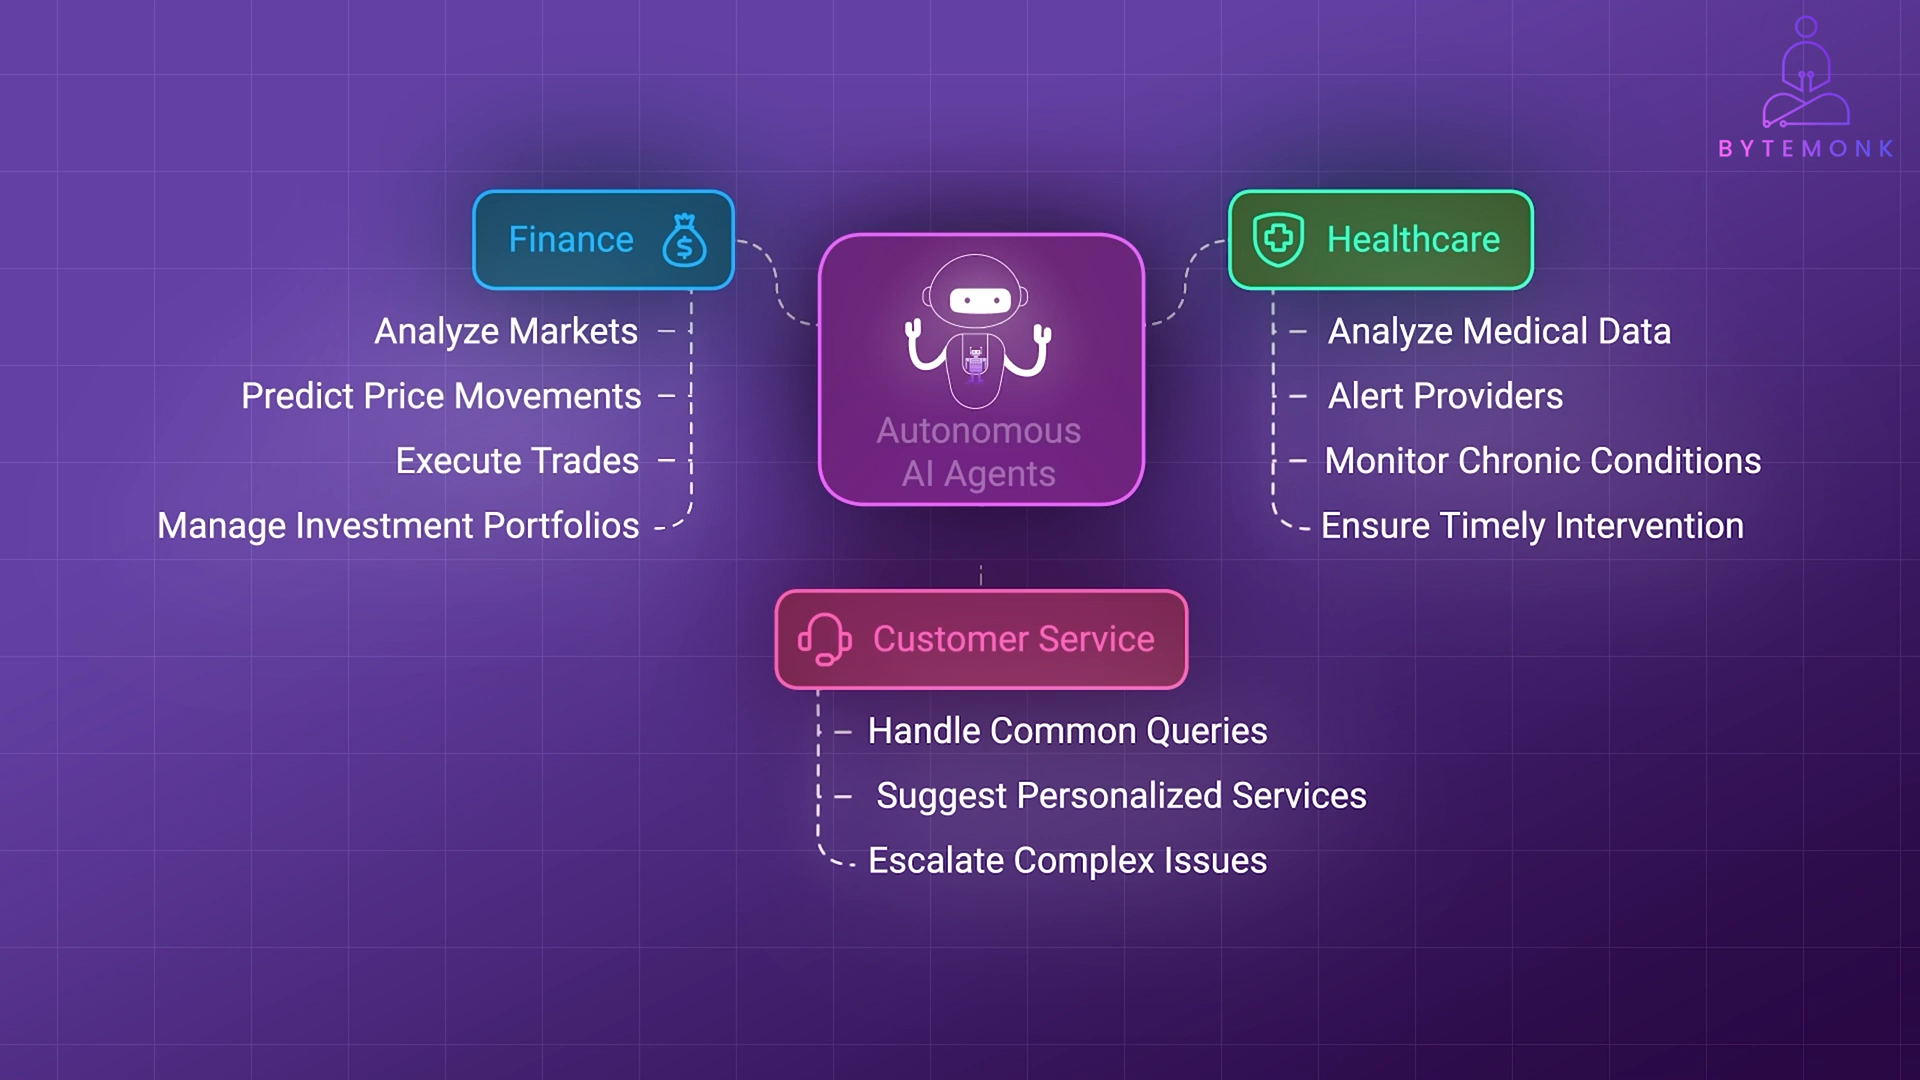 BYTEMONK
Finance
$
Analyze Markets
Predict Price Movements
Execute Trades
Manage Investment Portfolios
Autonomous
AI Agents
Healthcare
Analyze Medical Data
Alert Providers
Monitor Chronic Conditions
Ensure Timely Intervention
Customer Service
Handle Common Queries
Suggest Personalized Services
Escalate Complex Issues